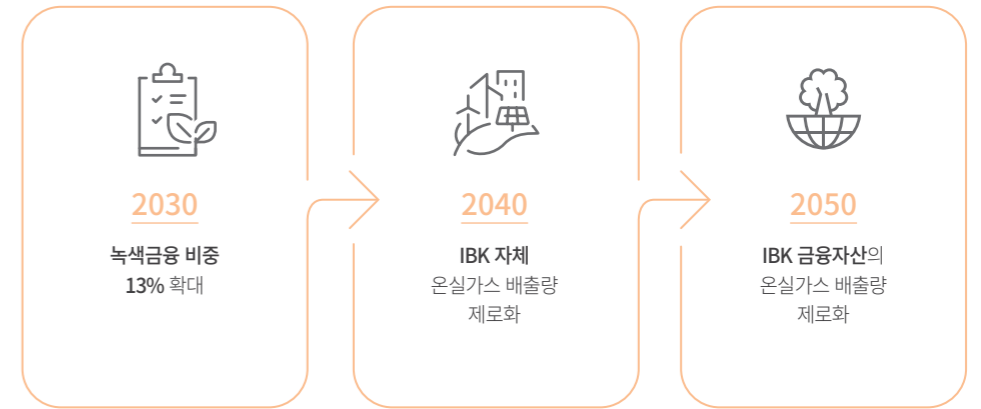 2030
녹색금융 비중
13% 확대
2040
IBK 자체
온실가스 배출량
제로화
2050
IBK 금융자산의
온실가스 배출량
제로화